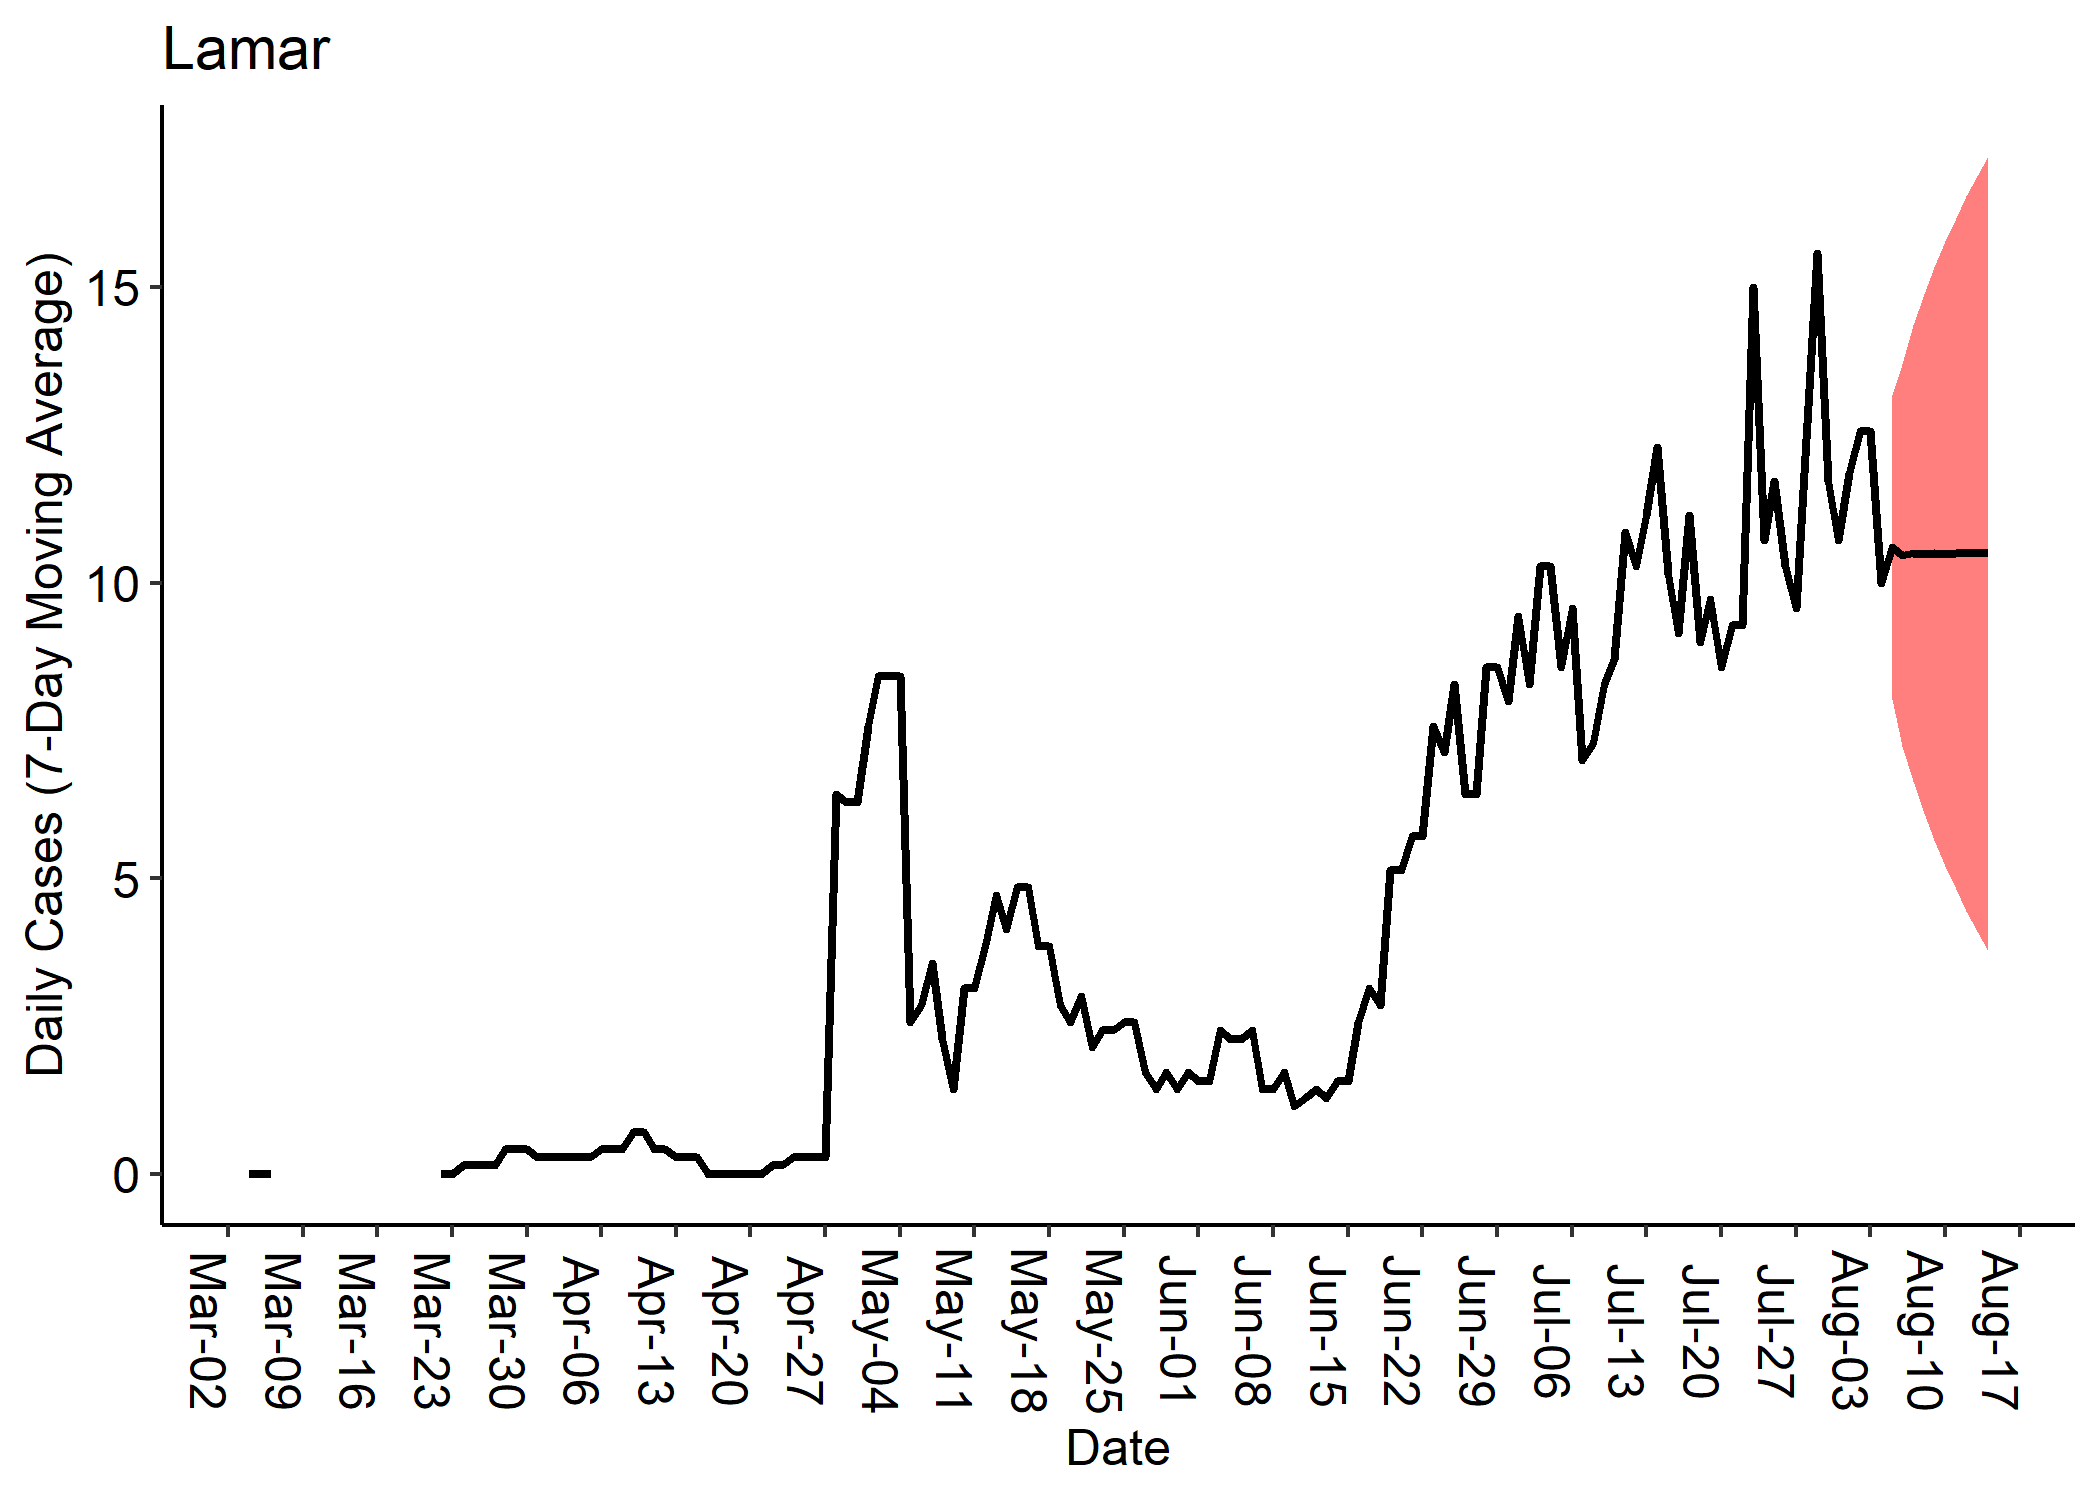 Lamar
Daily Cases (7-Day Moving Average)
15
10
5
0
Mar-02
Mar-09
Mar-16
Mar-23
Mar-30
Apr-06
Apr-13
Apr-20
Apr-27
May-04
May-11
May-18
May-25
Jun-01
Jun-08
Jun-15
Jun-22
Jun-29
Jul-06
Jul-13
Jul-20
Jul-27
Aug-03
Aug-10
Aug-17
Date